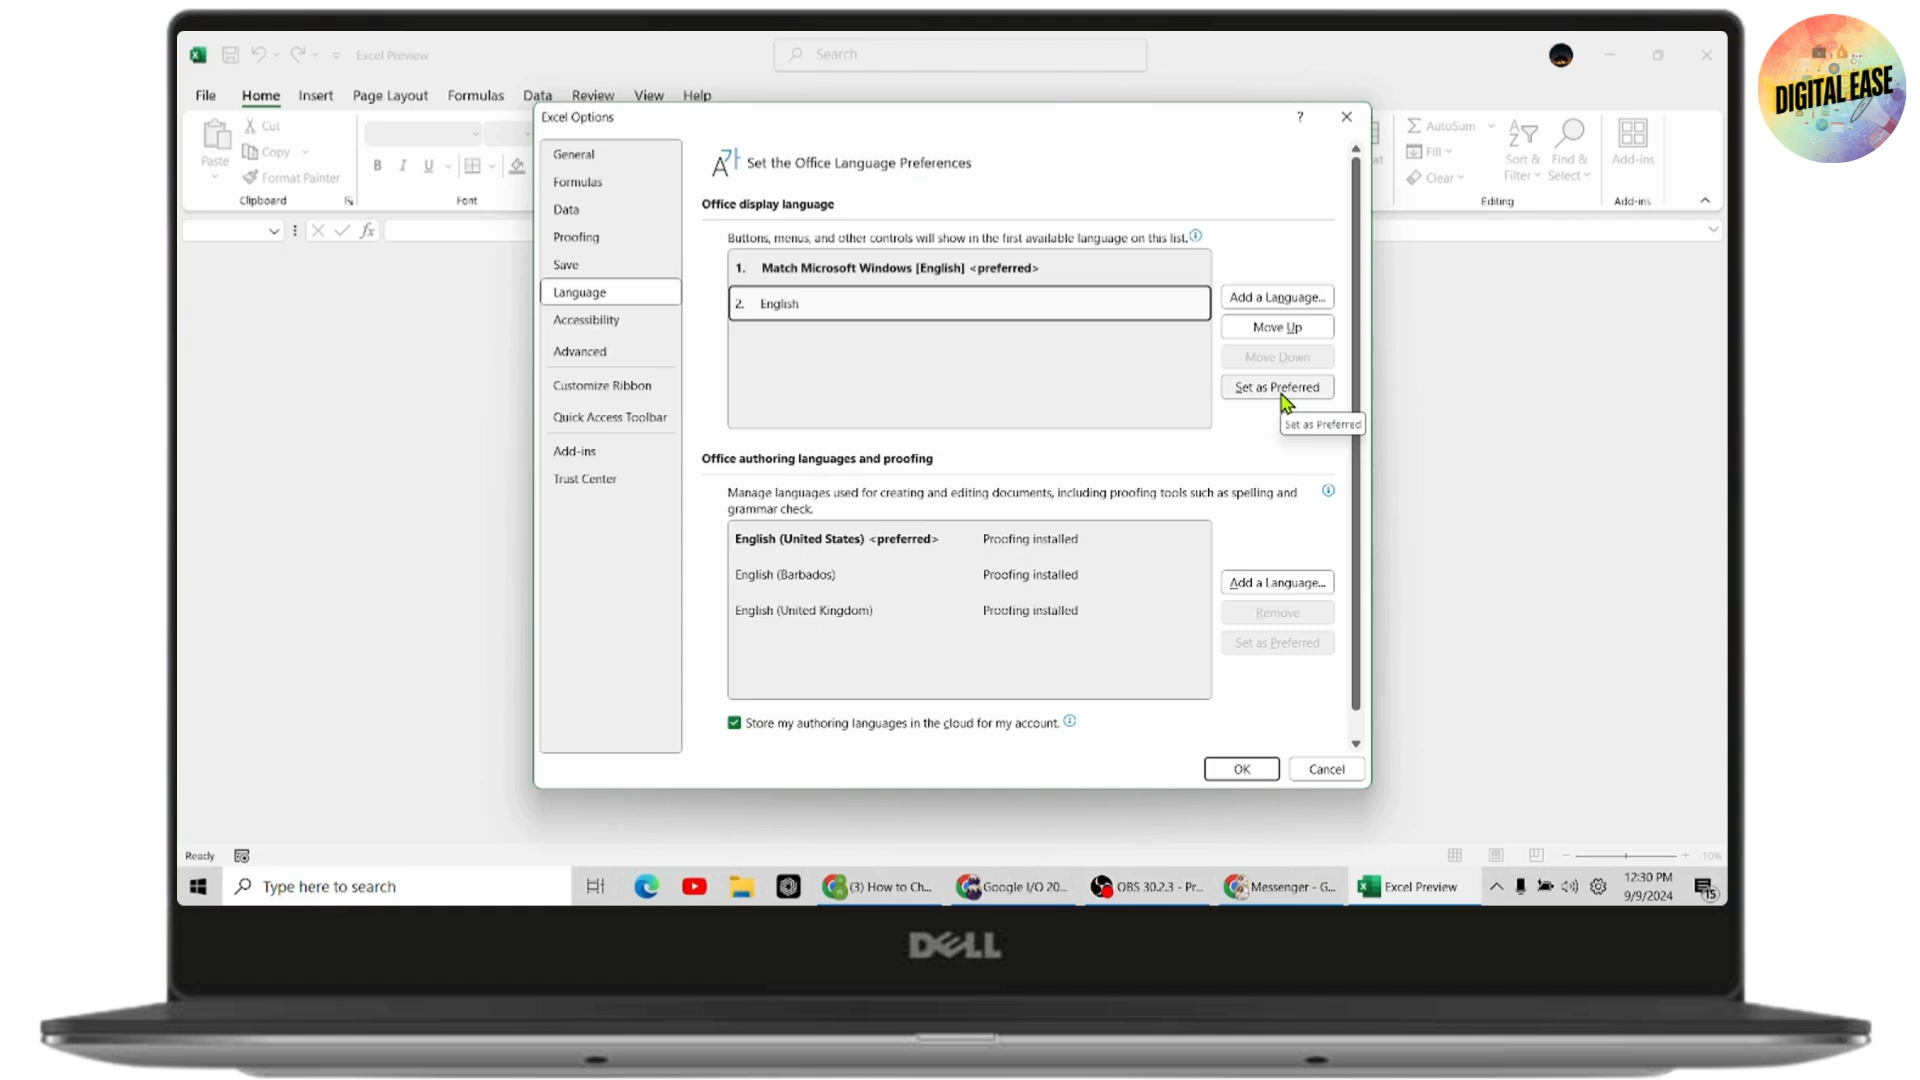 DIGITAL EASE
Excel Preview
Search
File Home Insert Page Layout Formulas Data Review View Help
Paste
Cut
Copy
Format Painter
Clipboard
B I U
Font
AutoSum
Fill
Clear
Sort & Filter
Find & Select
Editing
Add-ins
Add-ins
fx
Excel Options
?
General
Formulas
Data
Proofing
Save
Language
Accessibility
Advanced
Customize Ribbon
Quick Access Toolbar
Add-ins
Trust Center
Set the Office Language Preferences
Office display language
Buttons, menus, and other controls will show in the first available language on this list.
1. Match Microsoft Windows [English] <preferred>
2. English
Add a Language...
Move Up
Move Down
Set as Preferred
Set as Preferred
Office authoring languages and proofing
Manage languages used for creating and editing documents, including proofing tools such as spelling and
grammar check.
English (United States) <preferred> Proofing installed
English (Barbados) Proofing installed
English (United Kingdom) Proofing installed
Add a Language...
Remove
Set as Preferred
Store my authoring languages in the cloud for my account.
OK
Cancel
Ready
10%
Type here to search
(3) How to Ch...
Google I/O 20...
OBS 30.2.3 - Pr...
Messenger - G...
Excel Preview
12:30 PM
9/9/2024
15
DELL